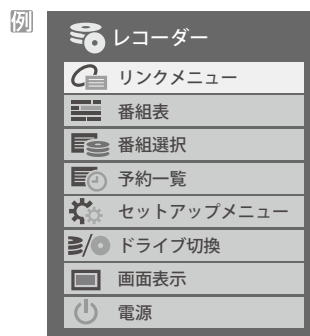 例
レコーダー
リンクメニュー
番組表
番組選択
予約一覧
セットアップメニュー
ドライブ切換
画面表示
電源